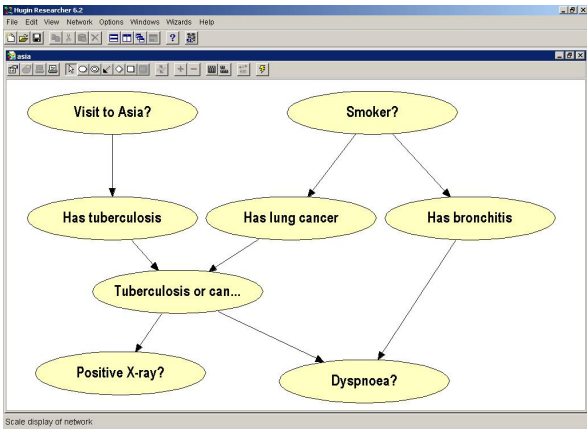 Hugin Researcher 6.2
File Edit View Network Options Windows Wizards Help
asia
Visit to Asia?
Smoker?
Has tuberculosis
Has lung cancer
Has bronchitis
Tuberculosis or can...
Positive X-ray?
Dyspnoea?
Scale display of network